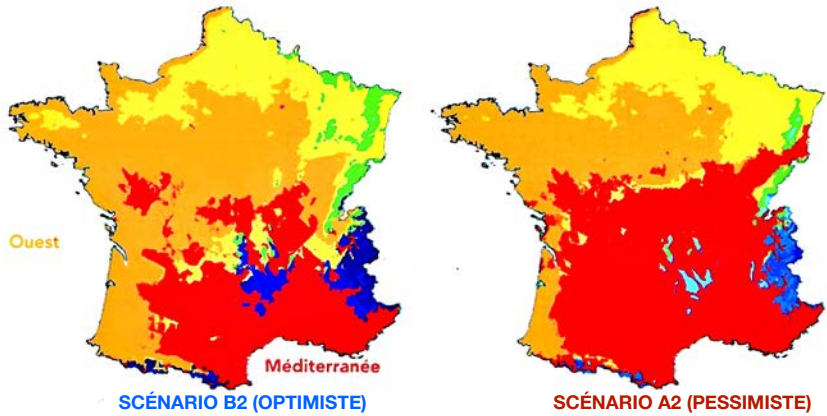 Ouest
Méditerranée
SCÉNARIO B2 (OPTIMISTE)
SCÉNARIO A2 (PESSIMISTE)